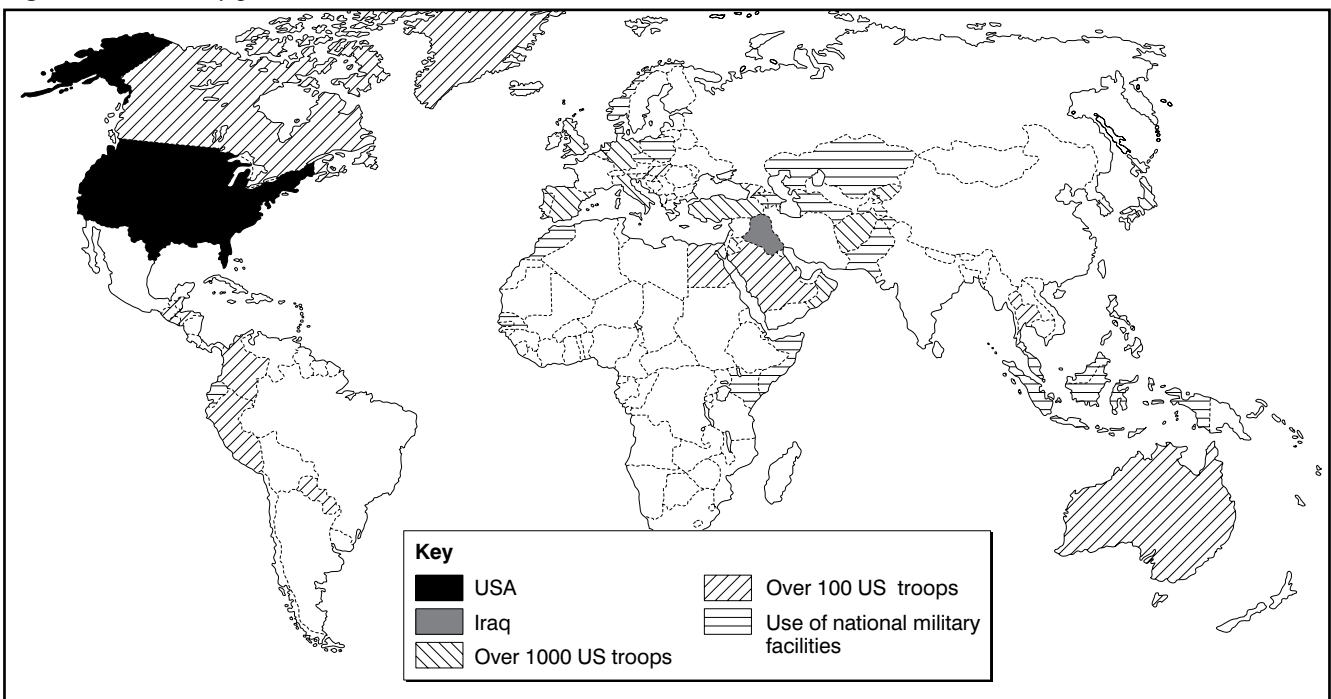 Key
USA
Iraq
Over 1000 US troops
Over 100 US troops
Use of national military
facilities